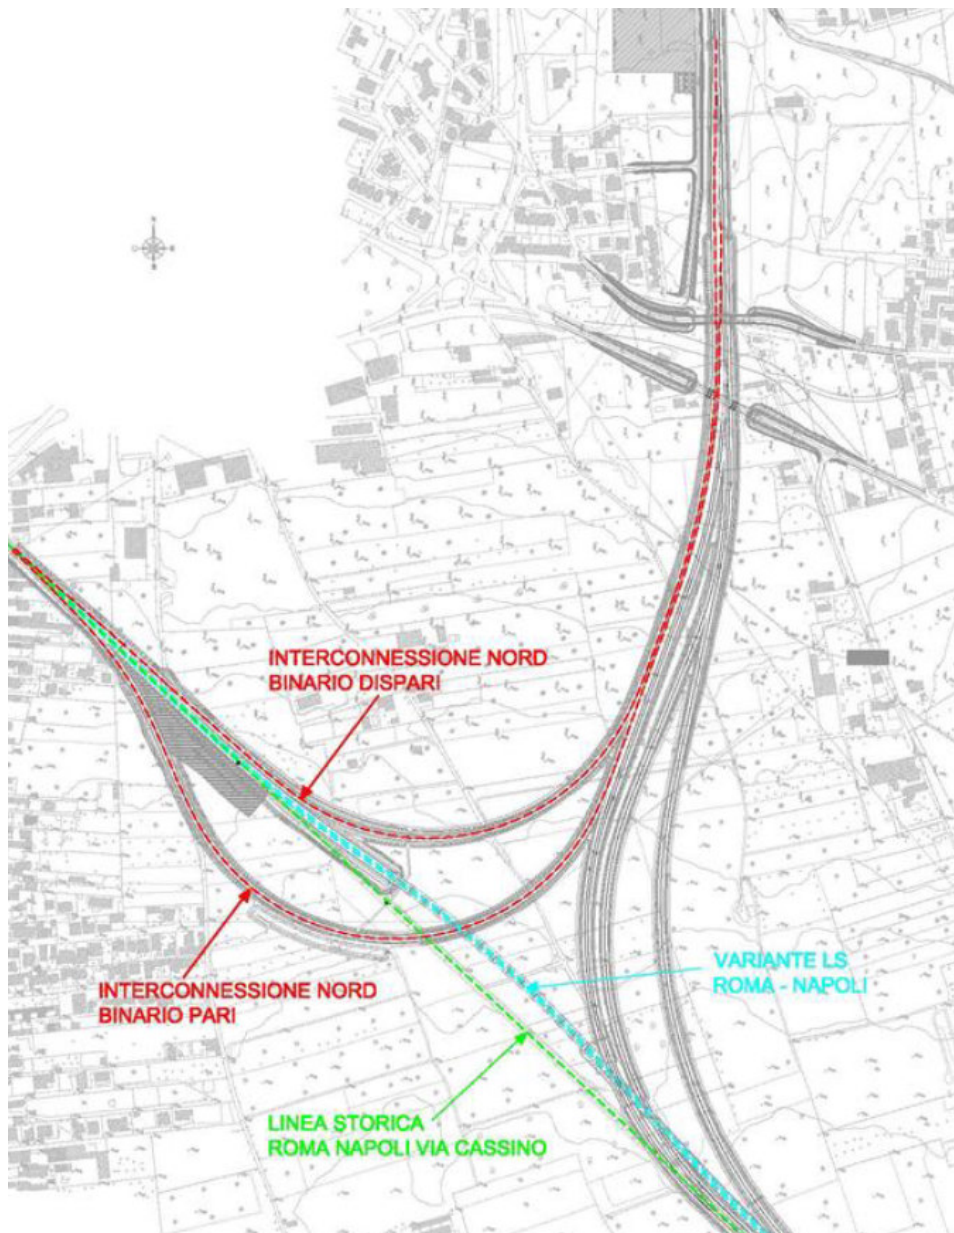 INTERCONNESSIONE NORD
BINARIO DISPARI
INTERCONNESSIONE NORD
BINARIO PARI
VARIANTE LS
ROMA - NAPOLI
LINEA STORICA
ROMA NAPOLI VIA CASSINO